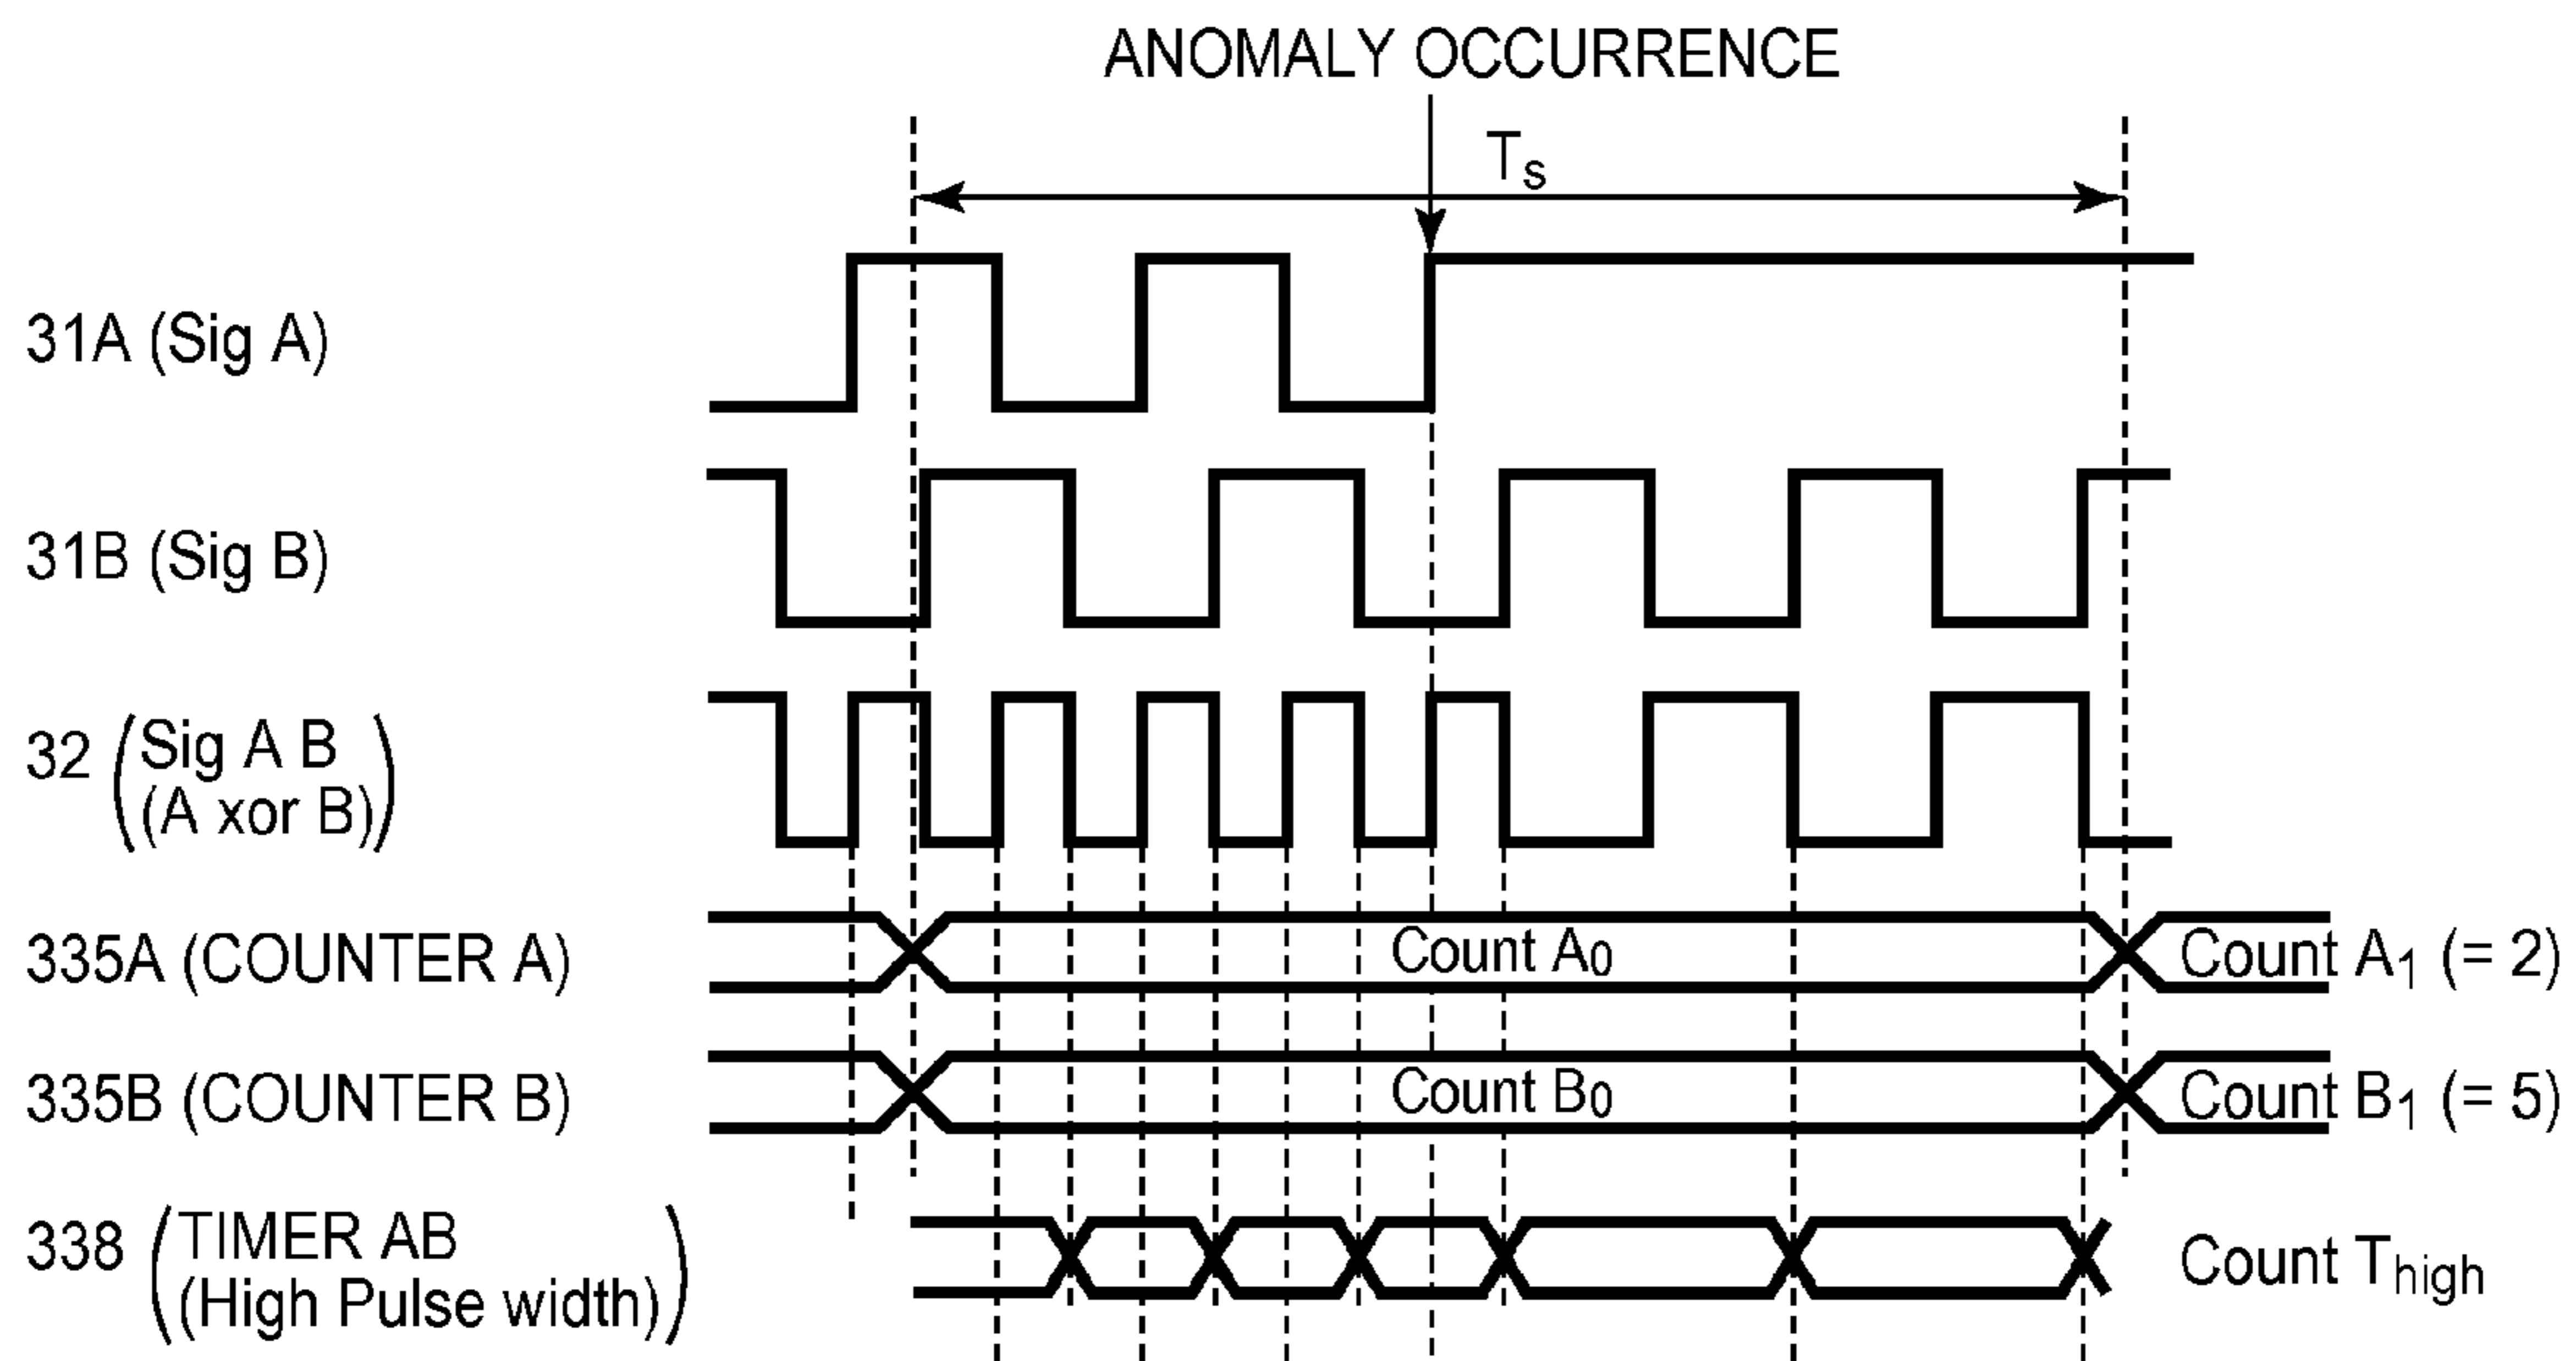 ANOMALY OCCURRENCE
Ts
31A (Sig A)
31B (Sig B)
32 (Sig A B
(A xor B))
335A (COUNTER A)
Count A0
Count A1 (= 2)
335B (COUNTER B)
Count B0
Count B1 (= 5)
338 (TIMER AB
(High Pulse width))
Count Thigh